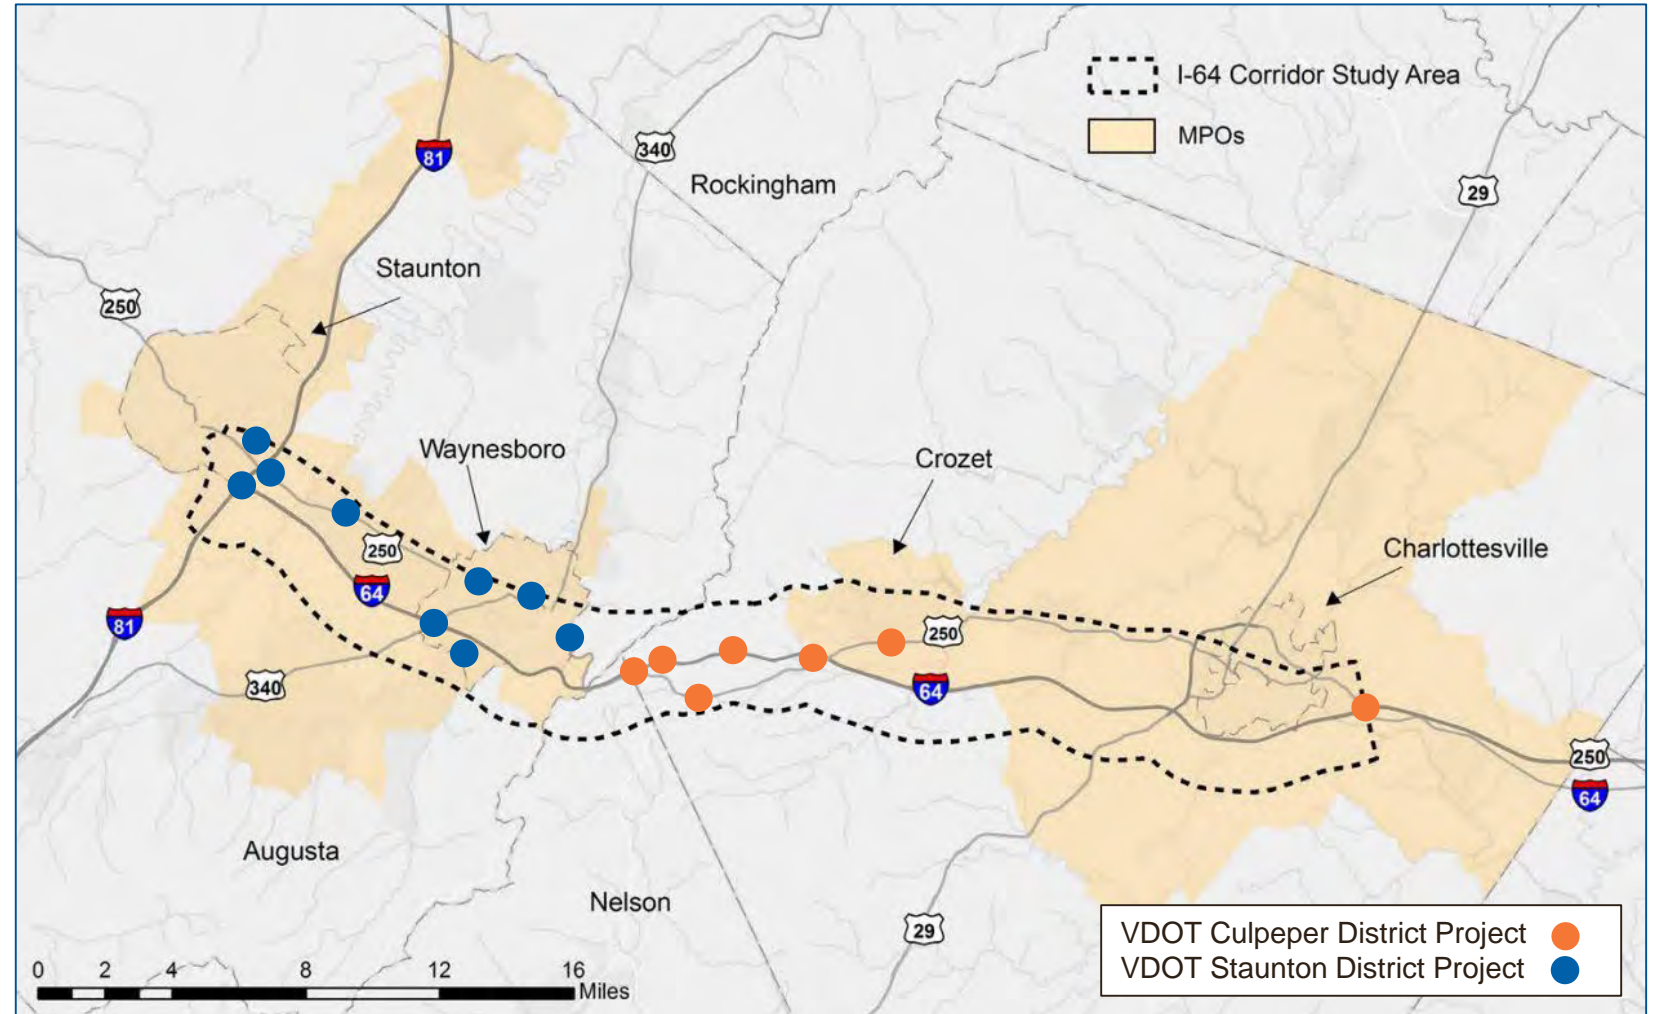 I-64 Corridor Study Area
MPOs
81
340
Rockingham
29
Staunton
250
Waynesboro
Crozet
Charlottesville
250
64
81
250
340
64
250
64
Augusta
Nelson
29
VDOT Culpeper District Project
VDOT Staunton District Project
0 2 4 8 12 16
Miles